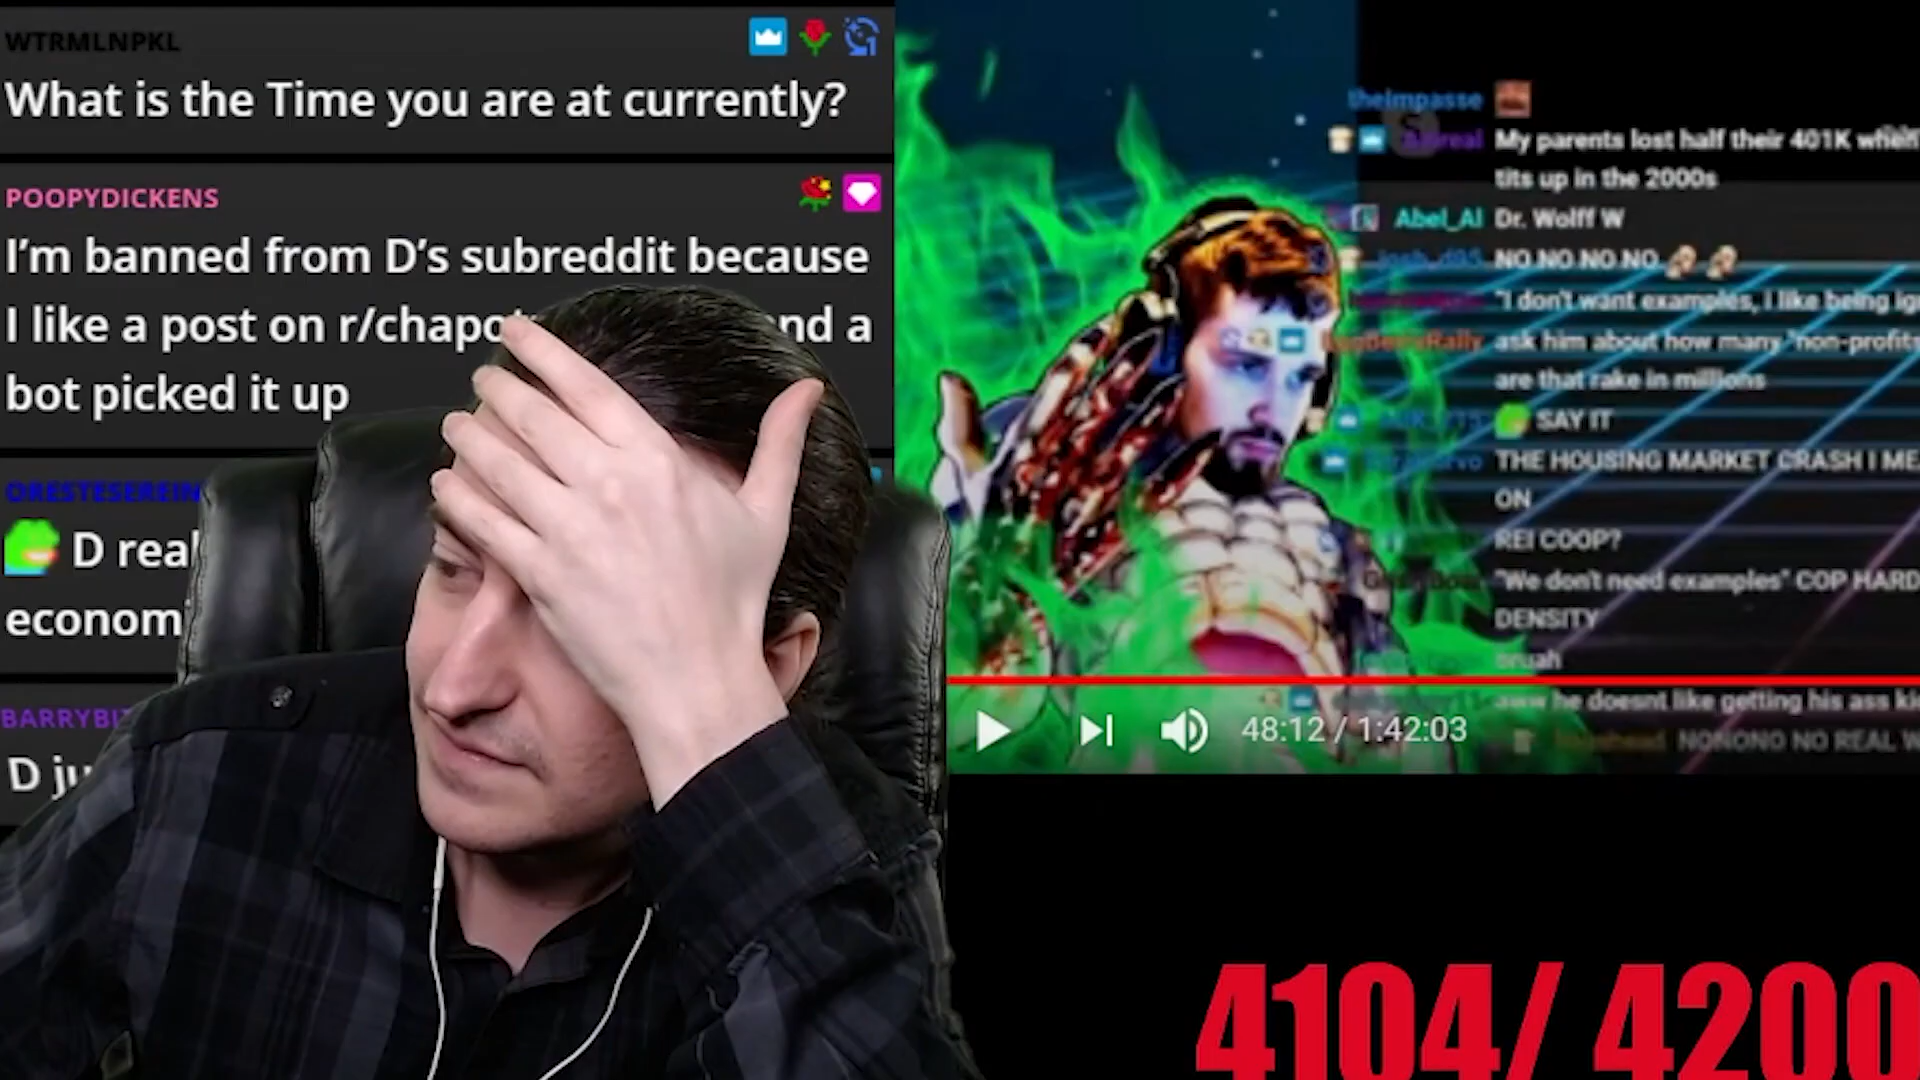 WTRMLNPKL
What is the Time you are at currently?
POOPYDICKENS
I'm banned from D's subreddit because
I like a post on r/chapo nd a
bot picked it up
ORESTESEREIN
D real
econom
BARRYBI
D ju
theimpasse
My parents lost half their 401K when
tits up in the 2000s
Abel_Al Dr. Wolff W
NO NO NO NO
"I don't want examples, i like being ig
ask him about how many "non-profits
are that rake in millions
SAY IT
THE HOUSING MARKET CRASH I ME
ON
REI COOP?
"We don't need examples" COP HARD
DENSITY
bruah
aww he doesnt like getting his ass ki
NONONO NO REAL W
48:12 / 1:42:03
4104/ 4200